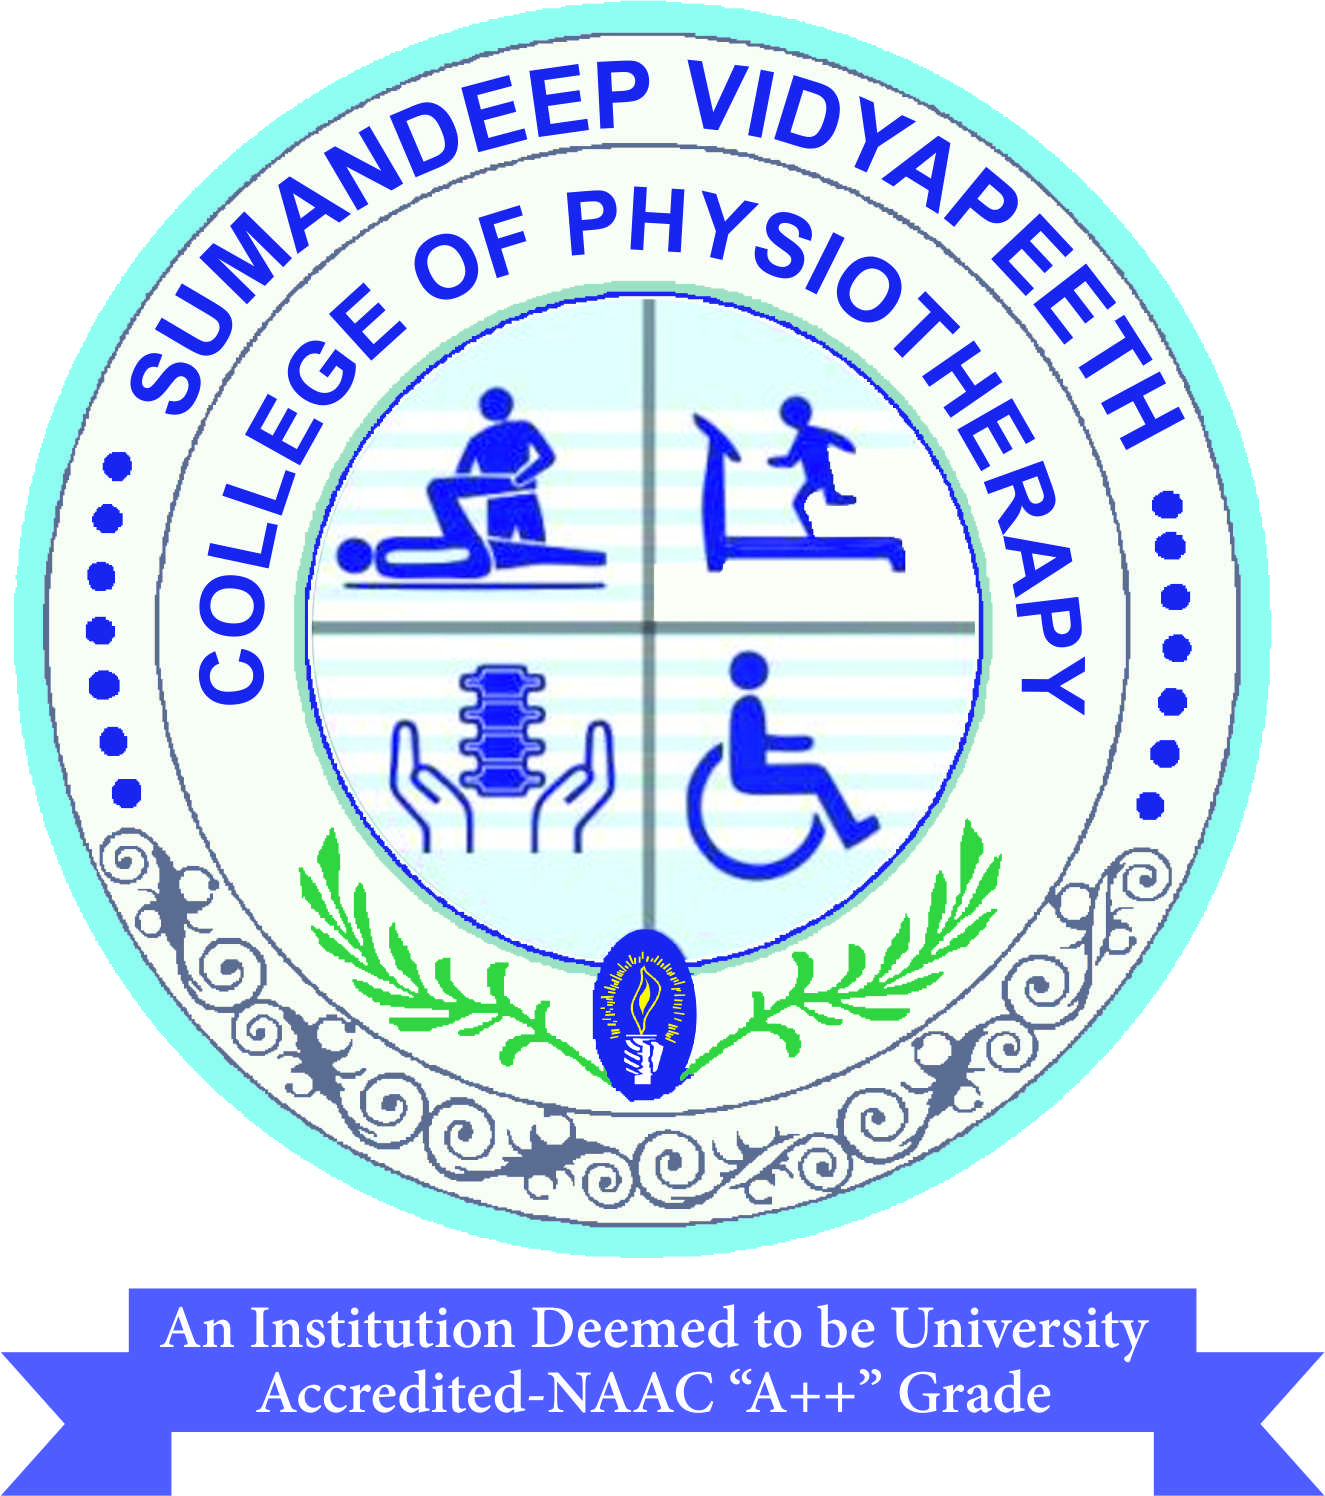 SUMANDEEP VIDYAPEETH
COLLEGE OF PHYSIOTHERAPY
An Institution Deemed to be University
Accredited-NAAC “A++” Grade